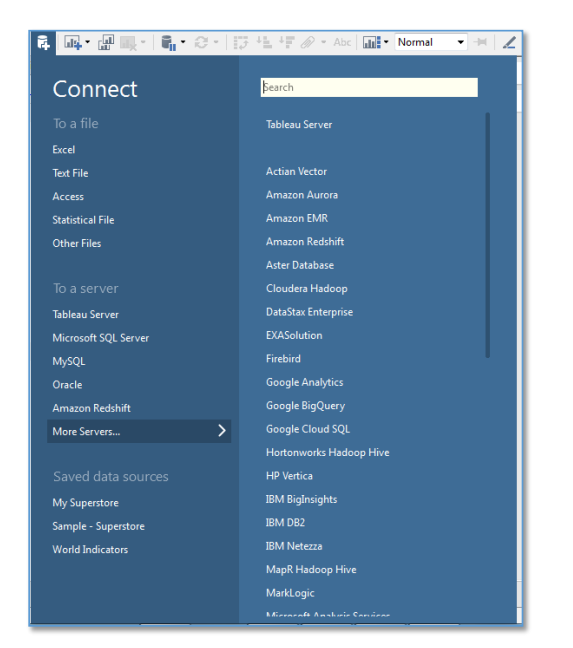 Abc
Normal
Connect
To a file
Excel
Text File
Access
Statistical File
Other Files
To a server
Tableau Server
Microsoft SQL Server
MySQL
Oracle
Amazon Redshift
More Servers...
Saved data sources
My Superstore
Sample - Superstore
World Indicators
Search
Tableau Server
Actian Vector
Amazon Aurora
Amazon EMR
Amazon Redshift
Aster Database
Cloudera Hadoop
DataStax Enterprise
EXASolution
Firebird
Google Analytics
Google BigQuery
Google Cloud SQL
Hortonworks Hadoop Hive
HP Vertica
IBM BigInsights
IBM DB2
IBM Netezza
MapR Hadoop Hive
MarkLogic
Microsoft Analysis Services